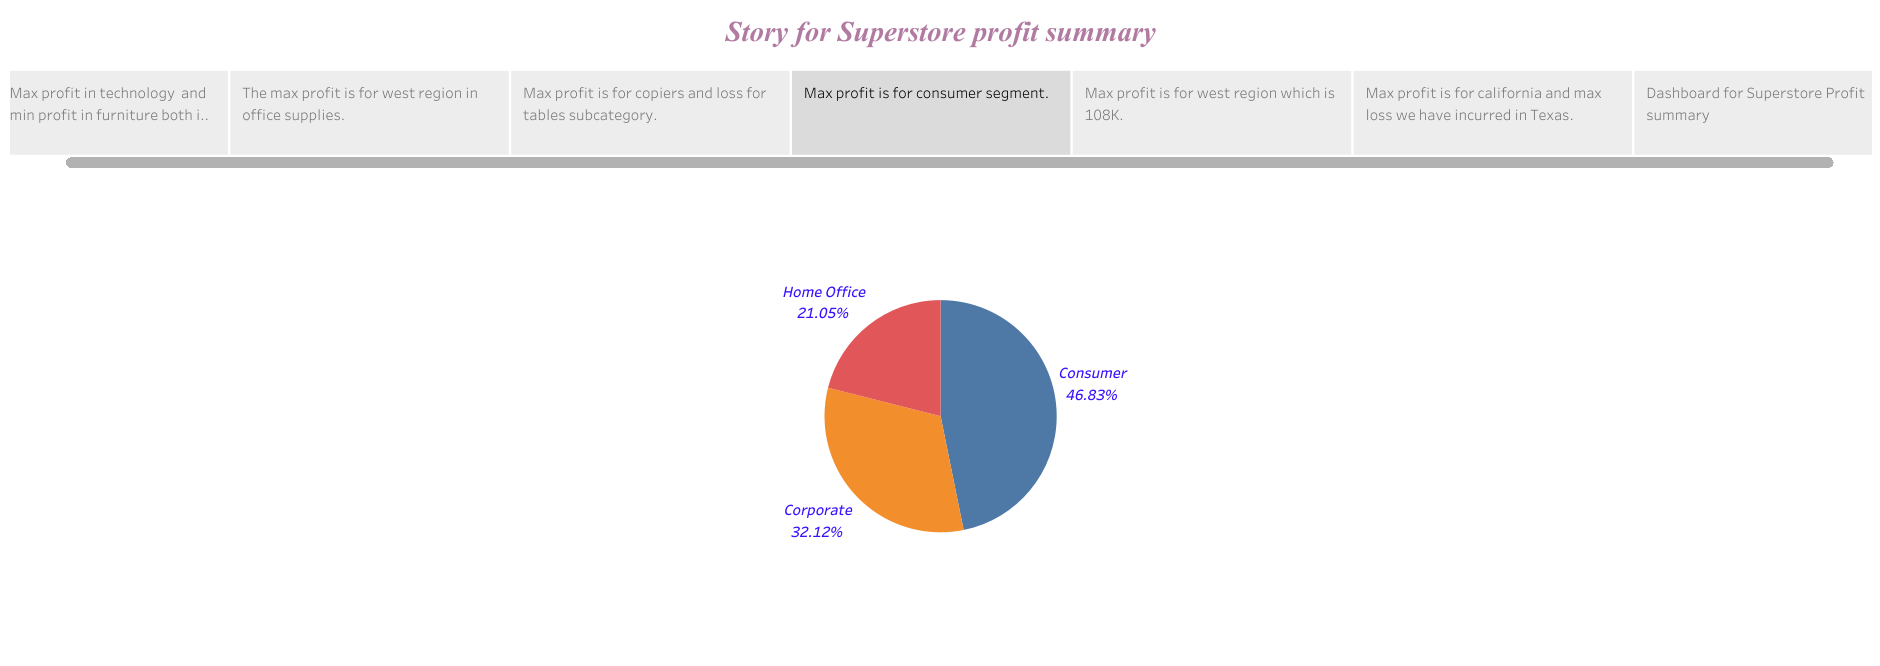 Story for Superstore profit summary
Max profit in technology and
min profit in furniture both i..
The max profit is for west region in
office supplies.
Max profit is for copiers and loss for
tables subcategory.
Max profit is for consumer segment.
Max profit is for west region which is
108K.
Max profit is for california and max
loss we have incurred in Texas.
Dashboard for Superstore Profit
summary
Home Office
21.05%
Consumer
46.83%
Corporate
32.12%